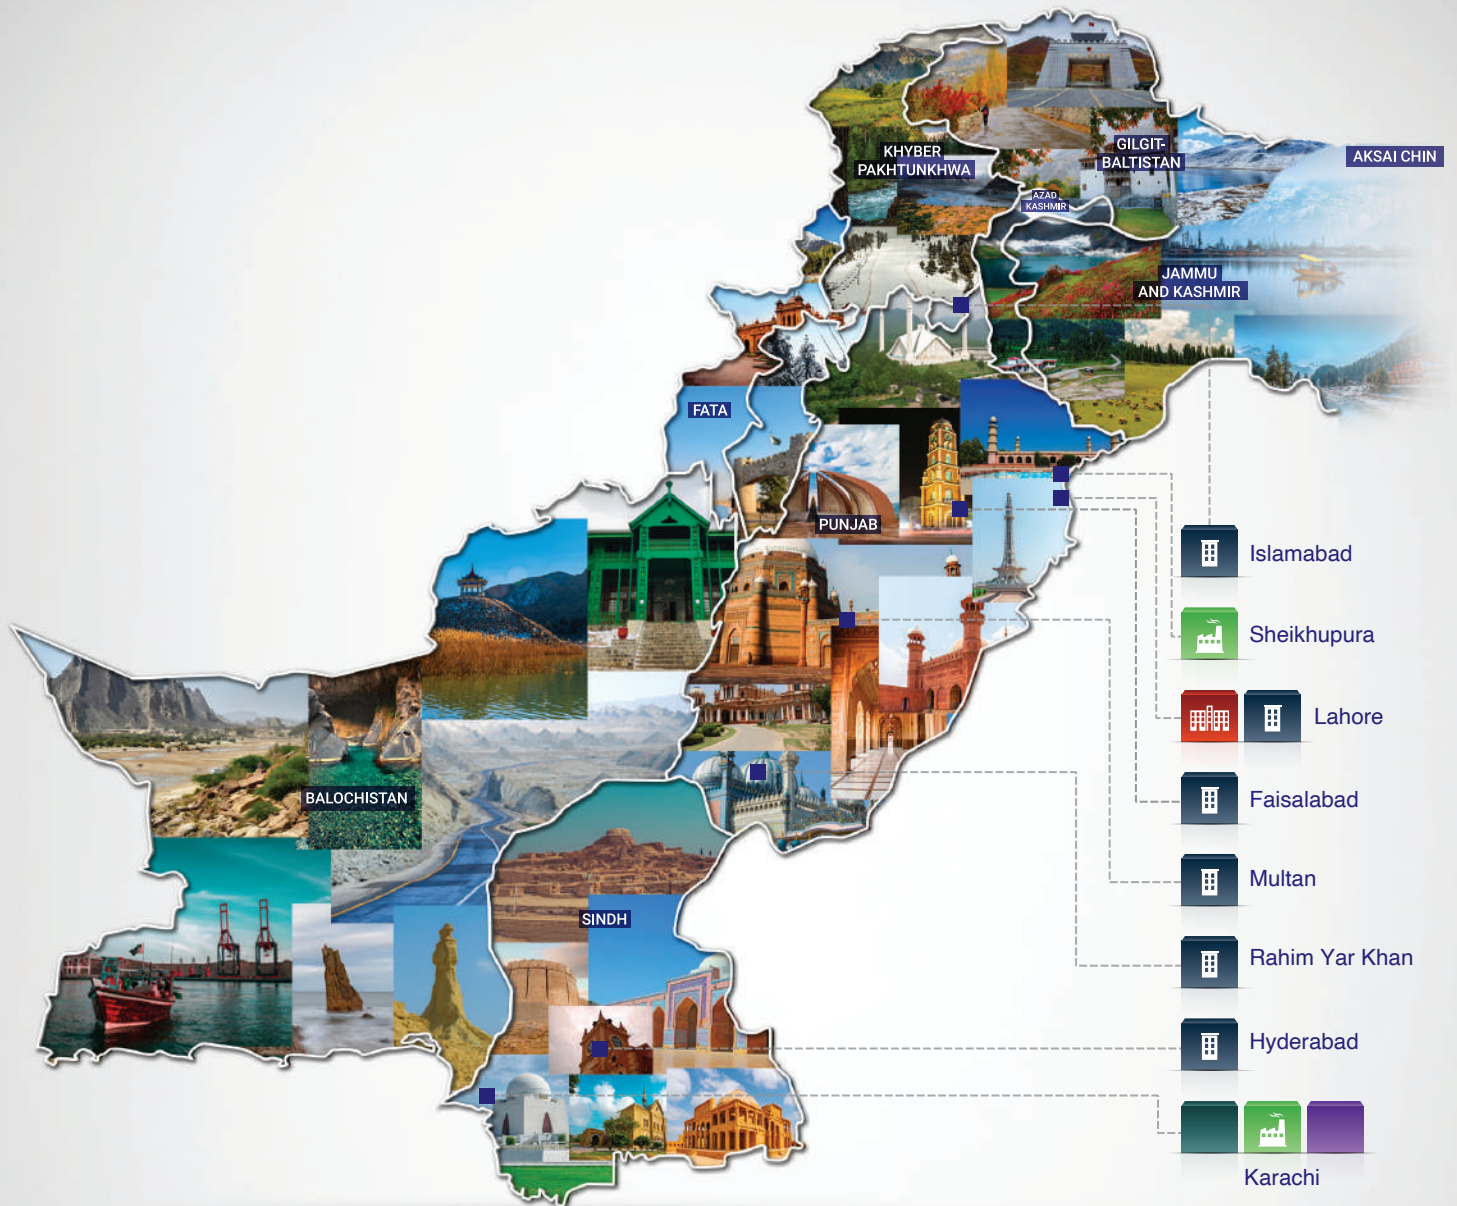 KHYBER
PAKHTUNKHWA
GILGIT-
BALTISTAN
AKSAI CHIN
AZAD
KASHMIR
JAMMU
AND KASHMIR
FATA
PUNJAB
BALOCHISTAN
SINDH
Islamabad
Sheikhupura
Lahore
Faisalabad
Multan
Rahim Yar Khan
Hyderabad
Karachi